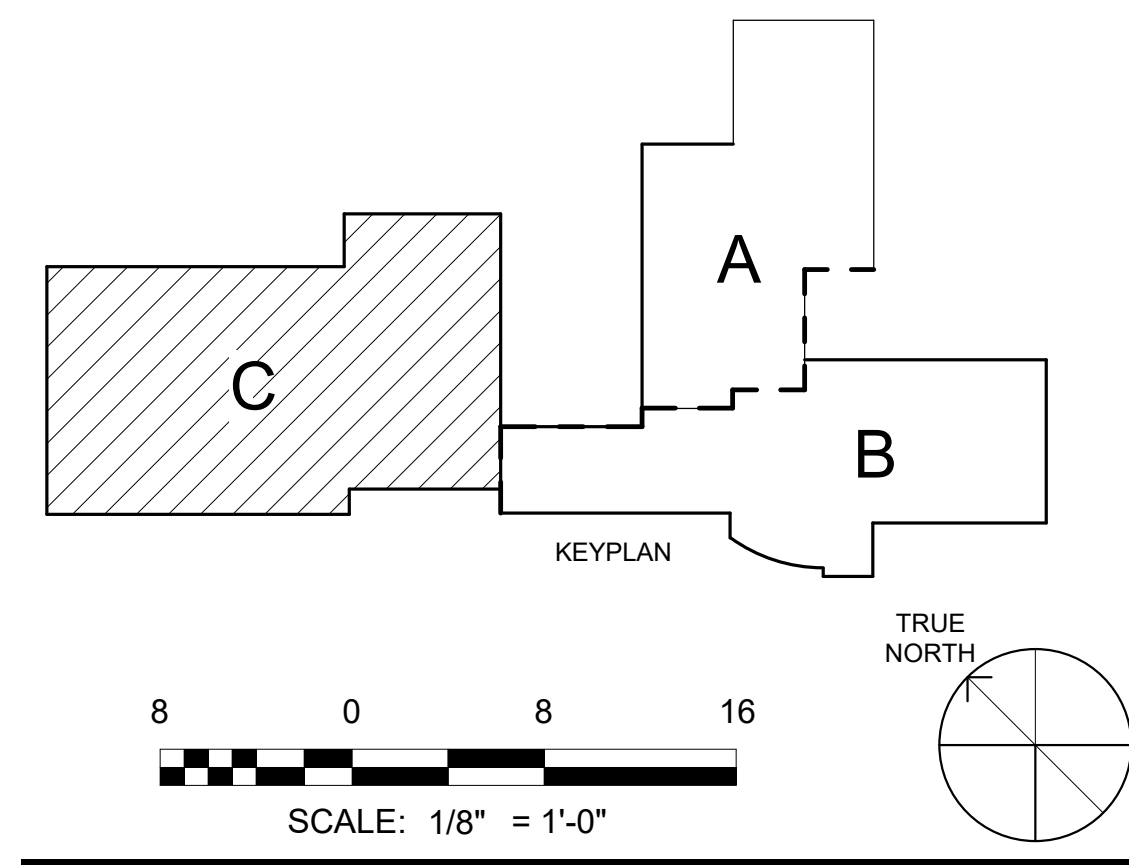 A
C
B
KEYPLAN
TRUE
NORTH
8 0 8 16
SCALE: 1/8" = 1'-0"